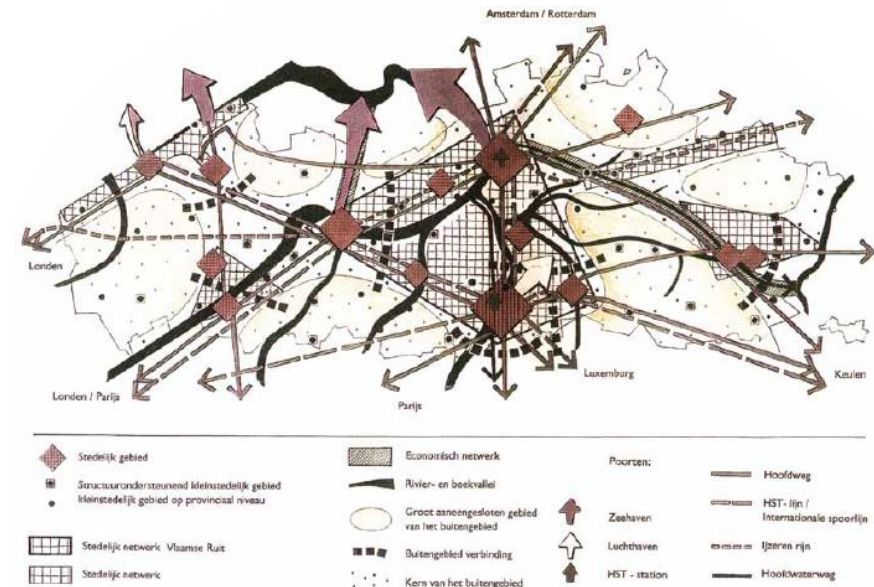 Amsterdam / Rotterdam
Londen
Londen / Parijs
Parijs
Luxemburg
Keulen
Stedelijk gebied
Structuurondersteunend kleinstedelijk gebied
kleinstedelijk gebied op provinciaal niveau
Stedelijk netwerk Vlaamse Ruit
Stedelijk netwerk
Economisch netwerk
Rivier- en beekvallei
Groot aaneengesloten gebied
van het buitengebied
Buitengebied verbinding
Kern van het buitengebied
Poorten:
Zeehaven
Luchthaven
HST - station
Hoofdweg
HST- lijn /
Internationale spoorlijn
Ijzeren rijn
Hoofdwaterweg